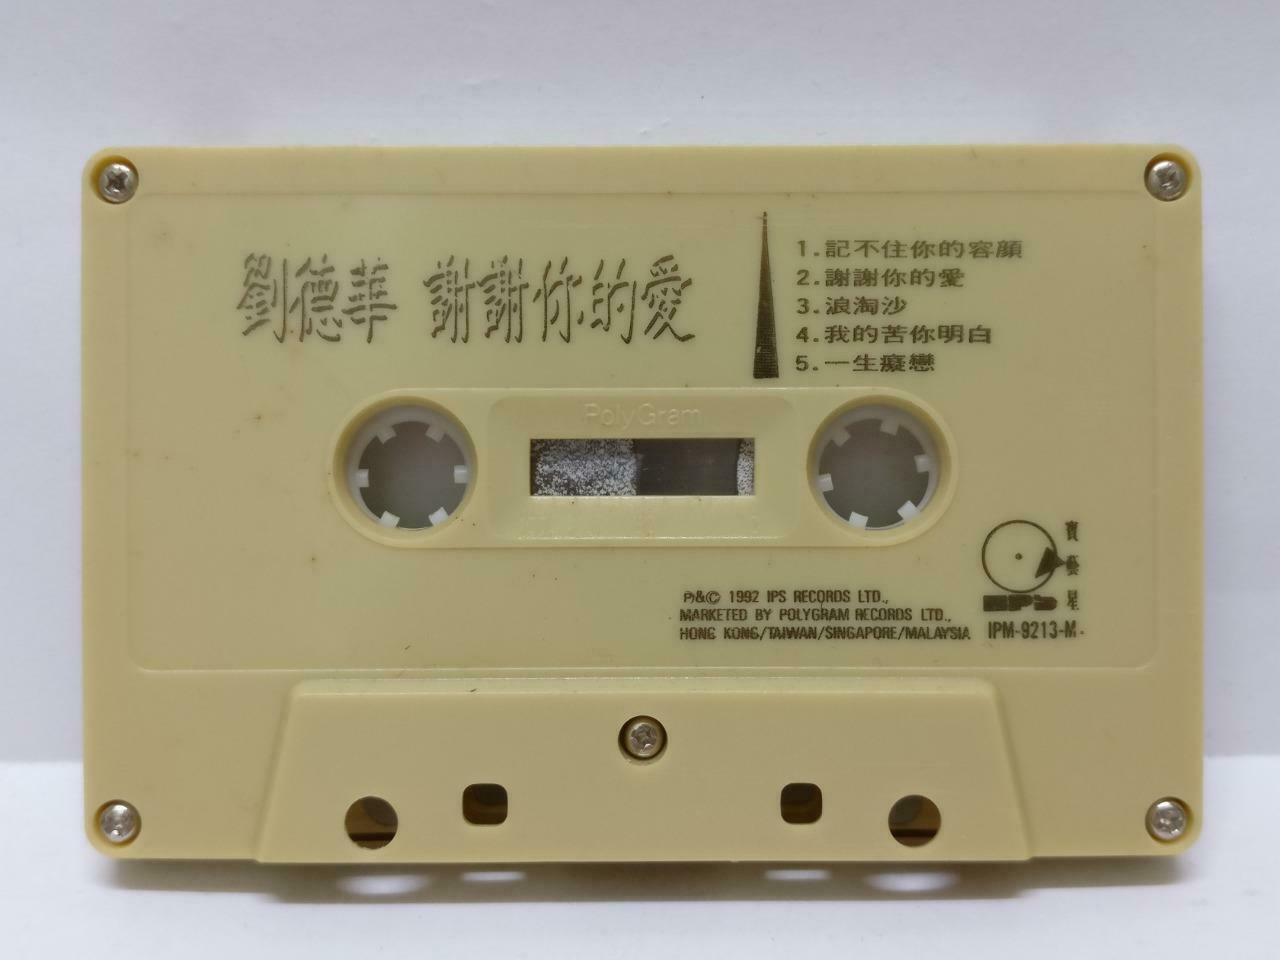 劉德華 謝謝你的愛
1.記不住你的容顏
2.謝謝你的愛
3.浪淘沙
4.我的苦你明白
5.一生癡戀
PolyGram
寶藝星
P&© 1992 IPS RECORDS LTD.,
MARKETED BY POLYGRAM RECORDS LTD.,
HONG KONG/TAIWAN/SINGAPORE/MALAYSIA
IPM-9213-M